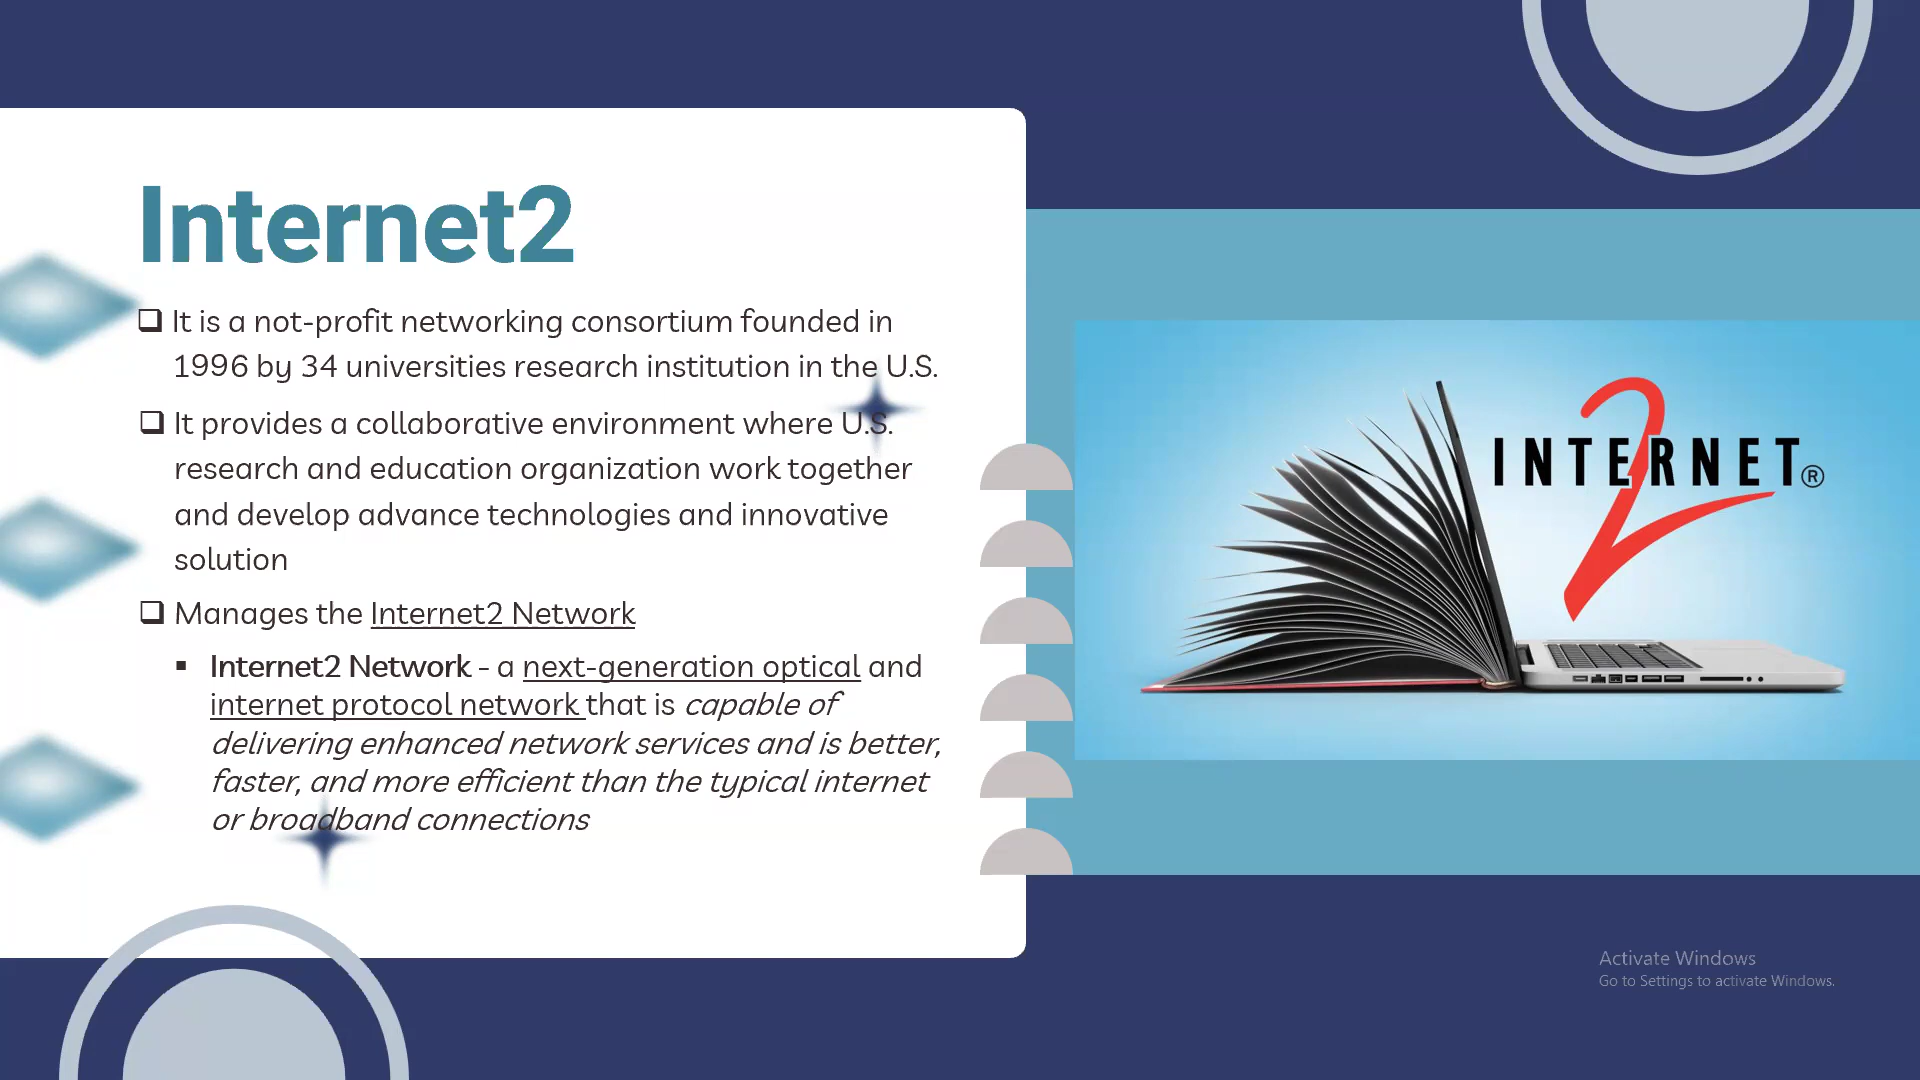 Internet2
❑ It is a not-profit networking consortium founded in
1996 by 34 universities research institution in the U.S.
❑ It provides a collaborative environment where U.S.
research and education organization work together
and develop advance technologies and innovative
solution
❑ Manages the Internet2 Network
▪ Internet2 Network - a next-generation optical and
internet protocol network that is capable of
delivering enhanced network services and is better,
faster, and more efficient than the typical internet
or broadband connections
INTERNET®
2
Activate Windows
Go to Settings to activate Windows.